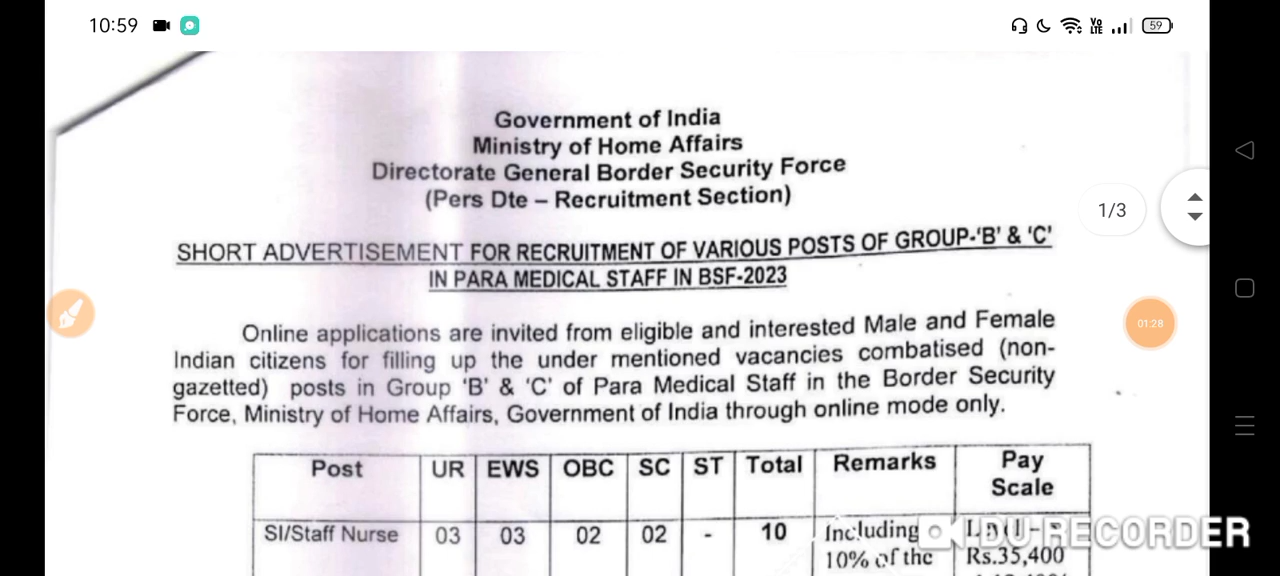 10:59
Vo LTE 59
Government of India
Ministry of Home Affairs
Directorate General Border Security Force
(Pers Dte – Recruitment Section)
1/3
SHORT ADVERTISEMENT FOR RECRUITMENT OF VARIOUS POSTS OF GROUP-'B' & 'C'
IN PARA MEDICAL STAFF IN BSF-2023
Online applications are invited from eligible and interested Male and Female
Indian citizens for filling up the under mentioned vacancies combatised (non-
gazetted) posts in Group 'B' & 'C' of Para Medical Staff in the Border Security
Force, Ministry of Home Affairs, Government of India through online mode only.
01:28
Post UR EWS OBC SC ST Total Remarks Pay
Scale
SI/Staff Nurse 03 03 02 02 - 10 Including
10% of the Rs.35,400
DU RECORDER